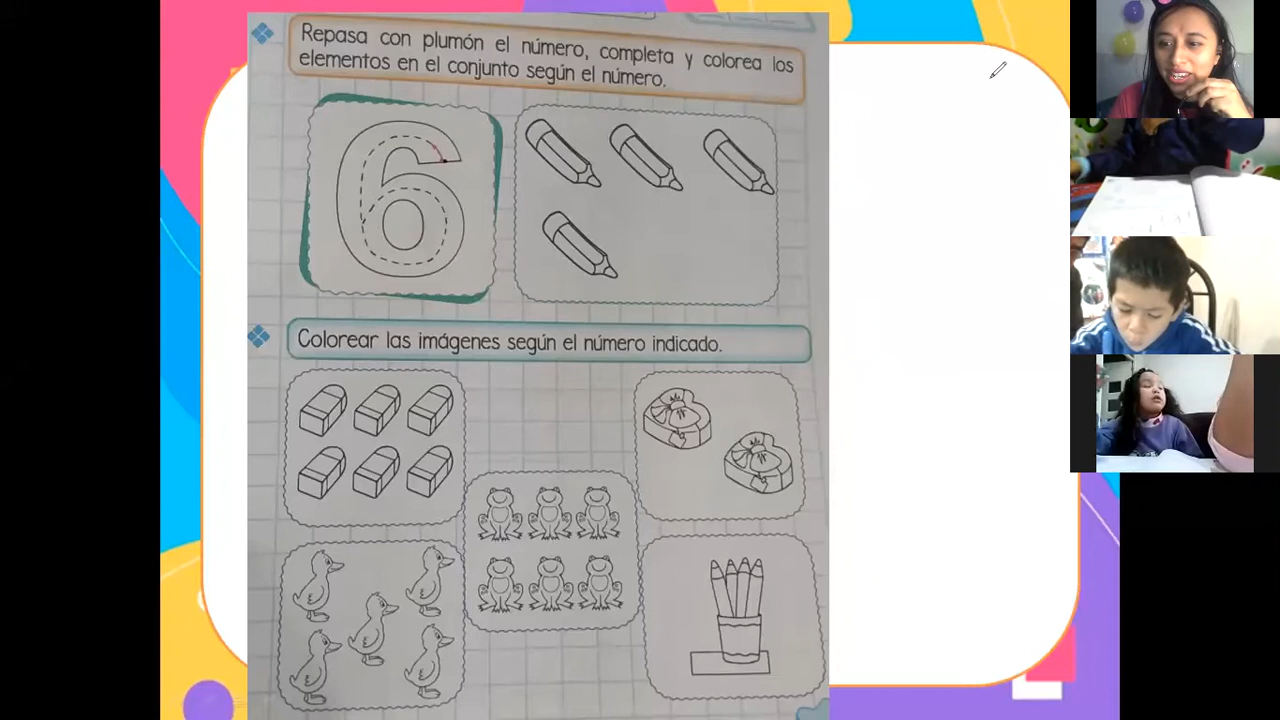 Repasa con plumón el número, completa y colorea los
elementos en el conjunto según el número.
6
Colorear las imágenes según el número indicado.